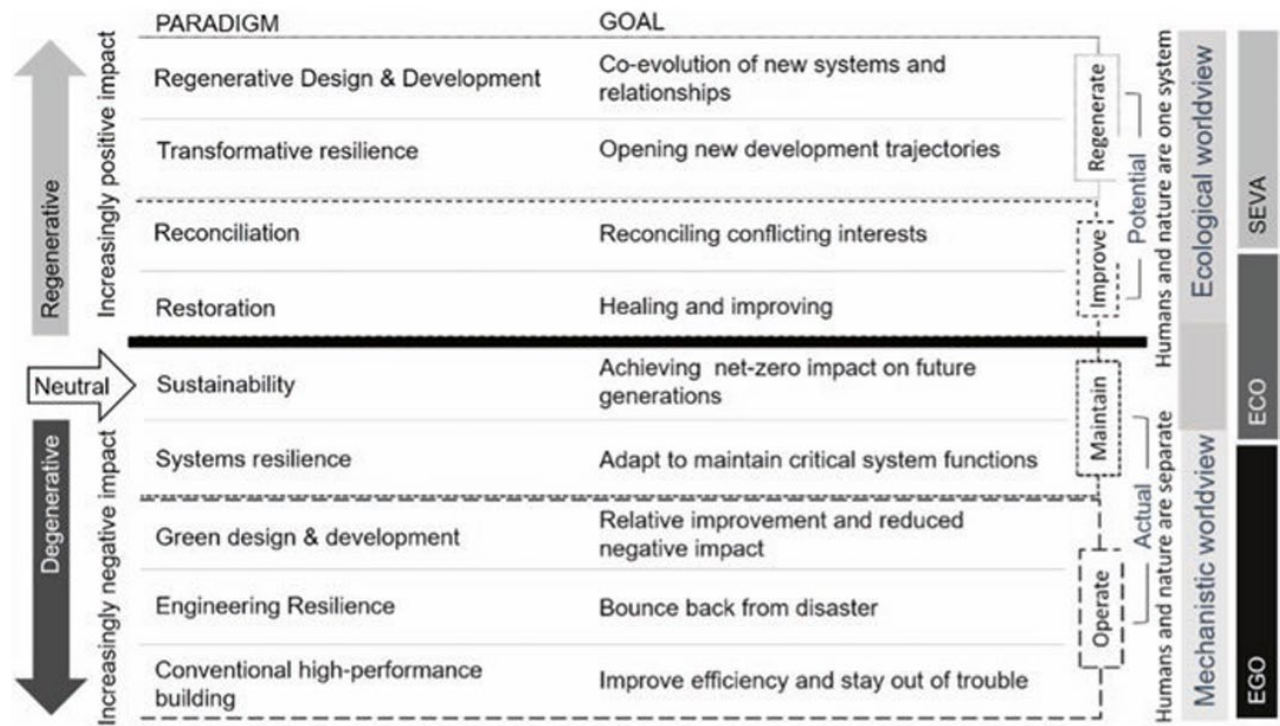 PARADIGM
GOAL
Regenerative Design & Development
Co-evolution of new systems and
relationships
Transformative resilience
Opening new development trajectories
Reconciliation
Reconciling conflicting interests
Restoration
Healing and improving
Sustainability
Achieving net-zero impact on future
generations
Systems resilience
Adapt to maintain critical system functions
Green design & development
Relative improvement and reduced
negative impact
Engineering Resilience
Bounce back from disaster
Conventional high-performance
building
Improve efficiency and stay out of trouble
Regenerative
Neutral
Degenerative
Increasingly positive impact
Increasingly negative impact
Regenerate
Improve
Maintain
Operate
Potential
Actual
Humans and nature are one system
Humans and nature are separate
Ecological worldview
Mechanistic worldview
SEVA
ECO
EGO